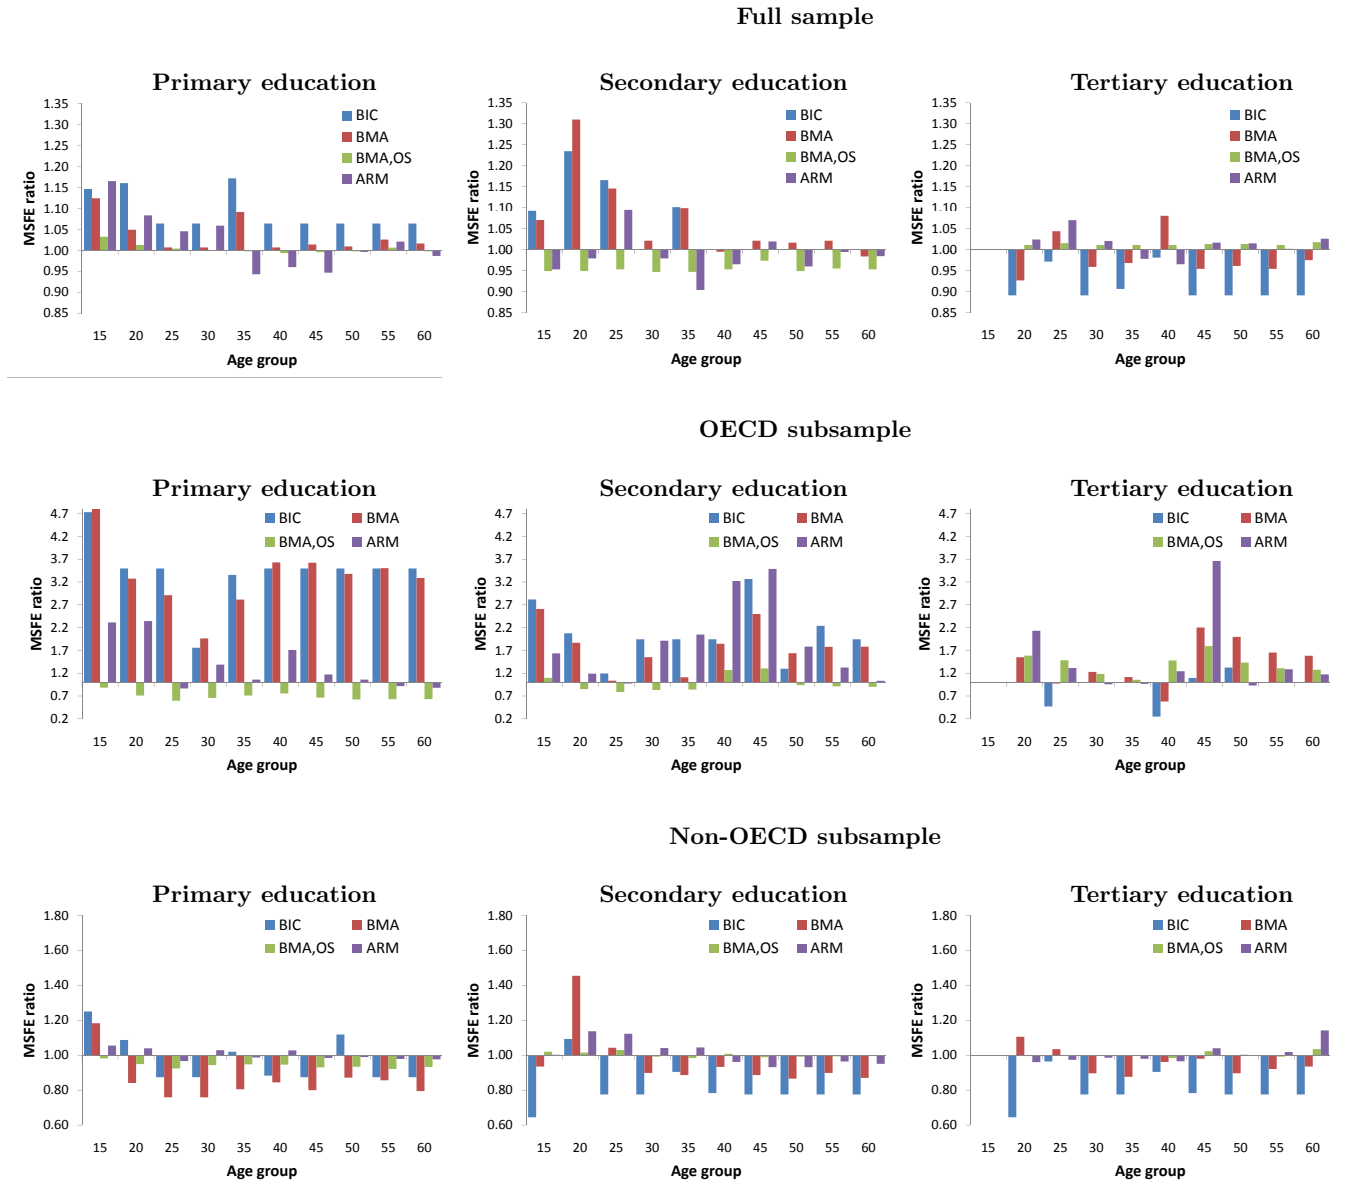 Full sample
Primary education
1.35
1.30
1.25
1.20
1.15
1.10
1.05
1.00
0.95
0.90
0.85
MSFE ratio
BIC
BMA
BMA,OS
ARM
15 20 25 30 35 40 45 50 55 60
Age group
Secondary education
1.35
1.30
1.25
1.20
1.15
1.10
1.05
1.00
0.95
0.90
0.85
MSFE ratio
BIC
BMA
BMA,OS
ARM
15 20 25 30 35 40 45 50 55 60
Age group
Tertiary education
1.35
1.30
1.25
1.20
1.15
1.10
1.05
1.00
0.95
0.90
0.85
MSFE ratio
BIC
BMA
BMA,OS
ARM
15 20 25 30 35 40 45 50 55 60
Age group
OECD subsample
Primary education
4.7
4.2
3.7
3.2
2.7
2.2
1.7
1.2
0.7
0.2
MSFE ratio
BIC BMA
BMA,OS ARM
15 20 25 30 35 40 45 50 55 60
Age group
Secondary education
4.7
4.2
3.7
3.2
2.7
2.2
1.7
1.2
0.7
0.2
MSFE ratio
BIC BMA
BMA,OS ARM
15 20 25 30 35 40 45 50 55 60
Age group
Tertiary education
4.7
4.2
3.7
3.2
2.7
2.2
1.7
1.2
0.7
0.2
MSFE ratio
BIC BMA
BMA,OS ARM
15 20 25 30 35 40 45 50 55 60
Age group
Non-OECD subsample
Primary education
1.80
1.60
1.40
1.20
1.00
0.80
0.60
MSFE ratio
BIC BMA
BMA,OS ARM
15 20 25 30 35 40 45 50 55 60
Age group
Secondary education
1.80
1.60
1.40
1.20
1.00
0.80
0.60
MSFE ratio
BIC BMA
BMA,OS ARM
15 20 25 30 35 40 45 50 55 60
Age group
Tertiary education
1.80
1.60
1.40
1.20
1.00
0.80
0.60
MSFE ratio
BIC BMA
BMA,OS ARM
15 20 25 30 35 40 45 50 55 60
Age group